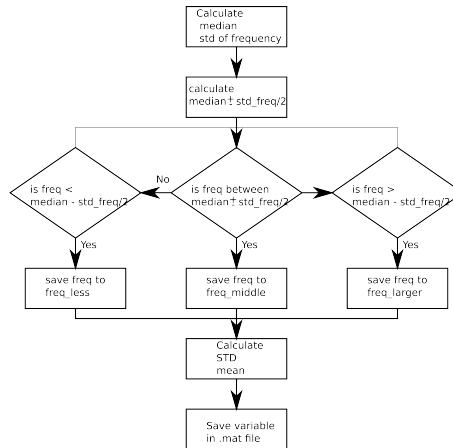 Calculate
median
std of frequency
calculate
median± std_freq/2
No
is freq <
median - std_freq/2
is freq between
median± std_freq/2
is freq >
median - std_freq/2
Yes
Yes
Yes
save freq to
freq_less
save freq to
freq_middle
save freq to
freq_larger
Calculate
STD
mean
Save variable
in .mat file